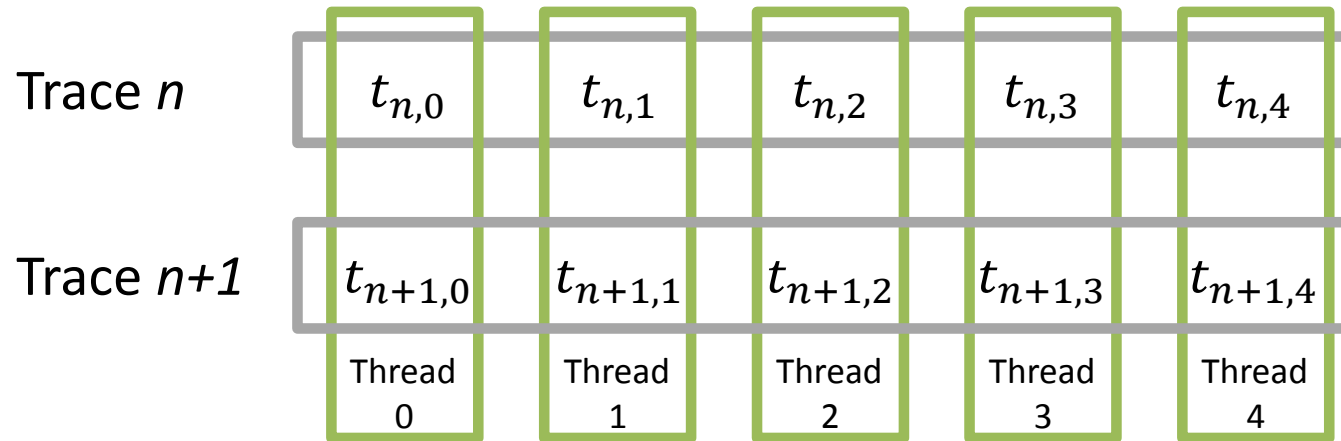 Trace n
t_{n,0} t_{n,1} t_{n,2} t_{n,3} t_{n,4}
Trace n+1
t_{n+1,0} t_{n+1,1} t_{n+1,2} t_{n+1,3} t_{n+1,4}
Thread Thread Thread Thread Thread
0 1 2 3 4